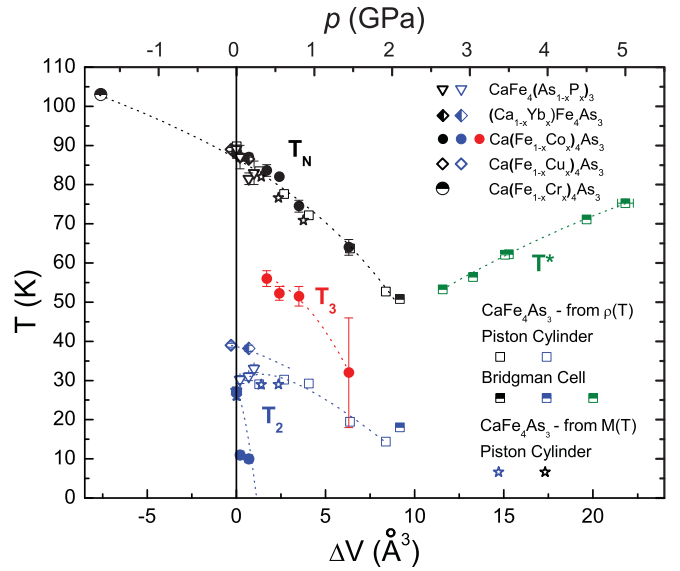 p (GPa)
-1 0 1 2 3 4 5
110
100
90
80
70
60
50
40
30
20
10
0
T (K)
CaFe₄(As₁₋ₓPₓ)₃
(Ca₁₋ₓYbₓ)Fe₄As₃
Ca(Fe₁₋ₓCoₓ)₄As₃
Ca(Fe₁₋ₓCuₓ)₄As₃
Ca(Fe₁₋ₓCrₓ)₄As₃
T_N
T*
T₃
T₂
CaFe₄As₃ - from ρ(T)
Piston Cylinder
Bridgman Cell
CaFe₄As₃ - from M(T)
Piston Cylinder
-5 0 5 10 15 20
ΔV (Å³)